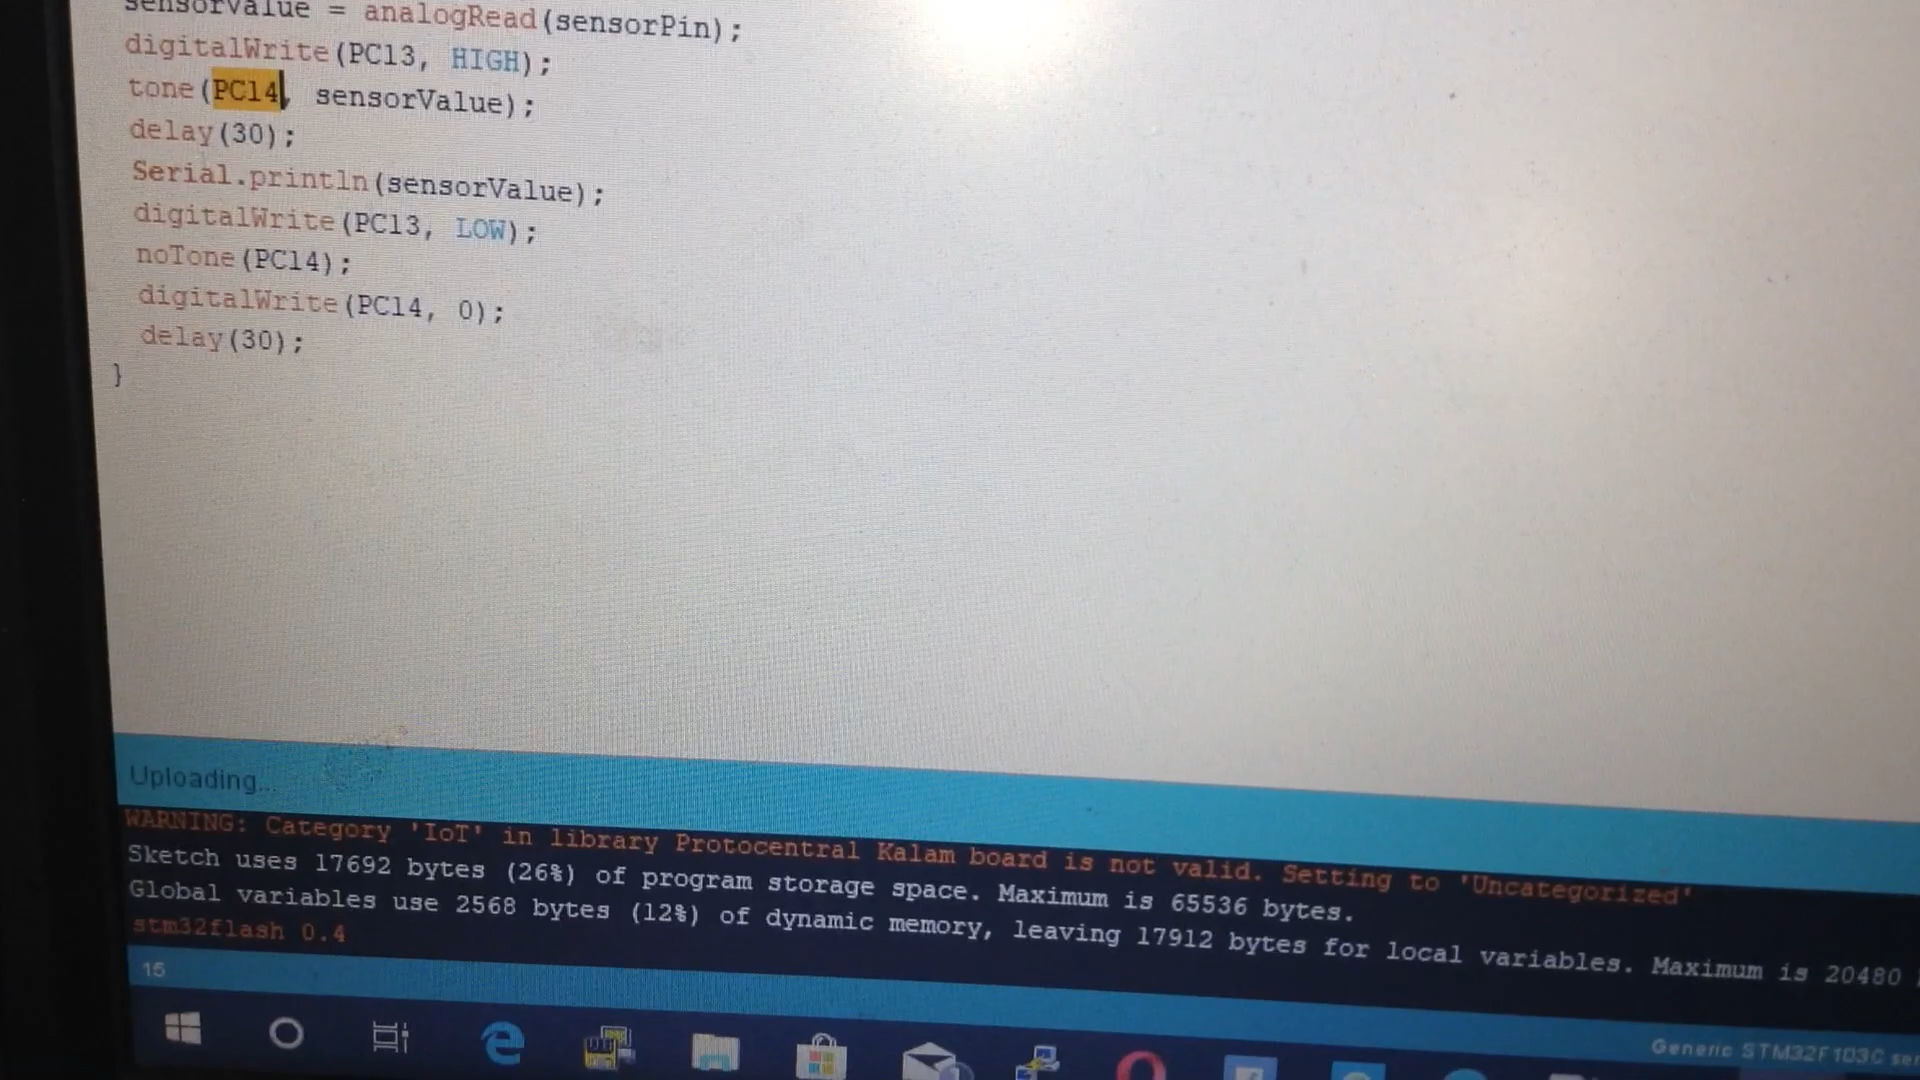 sensorValue = analogRead(sensorPin);
digitalWrite(PC13, HIGH);
tone(PC14, sensorValue);
delay(30);
Serial.println(sensorValue);
digitalWrite(PC13, LOW);
noTone(PC14);
digitalWrite(PC14, 0);
delay(30);
}
Uploading...
WARNING: Category 'IoT' in library Protocentral Kalam board is not valid. Setting to 'Uncategorized'
Sketch uses 17692 bytes (26%) of program storage space. Maximum is 65536 bytes.
Global variables use 2568 bytes (12%) of dynamic memory, leaving 17912 bytes for local variables. Maximum is 20480
stm32flash 0.4
15
Generic STM32F103C ser